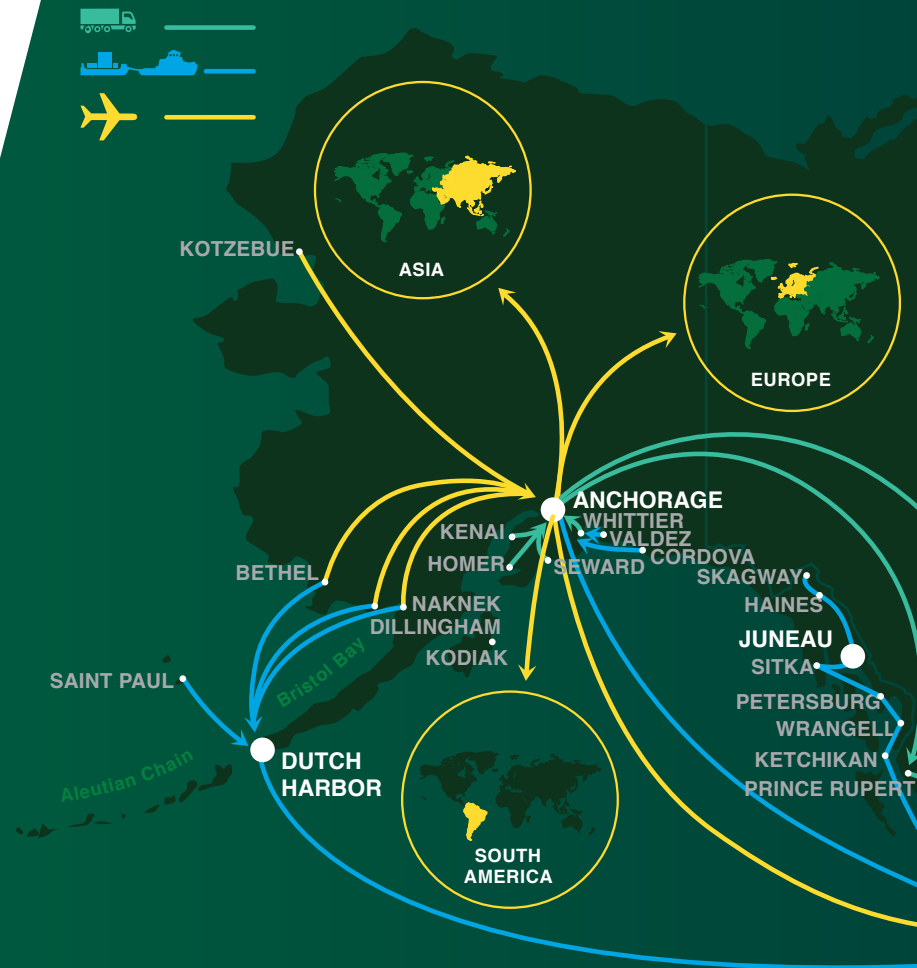 ASIA
KOTZEBUE
EUROPE
ANCHORAGE
WHITTIER
KENAI
VALDEZ
CORDOVA
HOMER
SEWARD
BETHEL
SKAGWAY
NAKNEK
HAINES
DILLINGHAM
JUNEAU
KODIAK
SITKA
Bristol Bay
SAINT PAUL
PETERSBURG
WRANGELL
DUTCH
HARBOR
KETCHIKAN
Aleutian Chain
PRINCE RUPERT
SOUTH
AMERICA